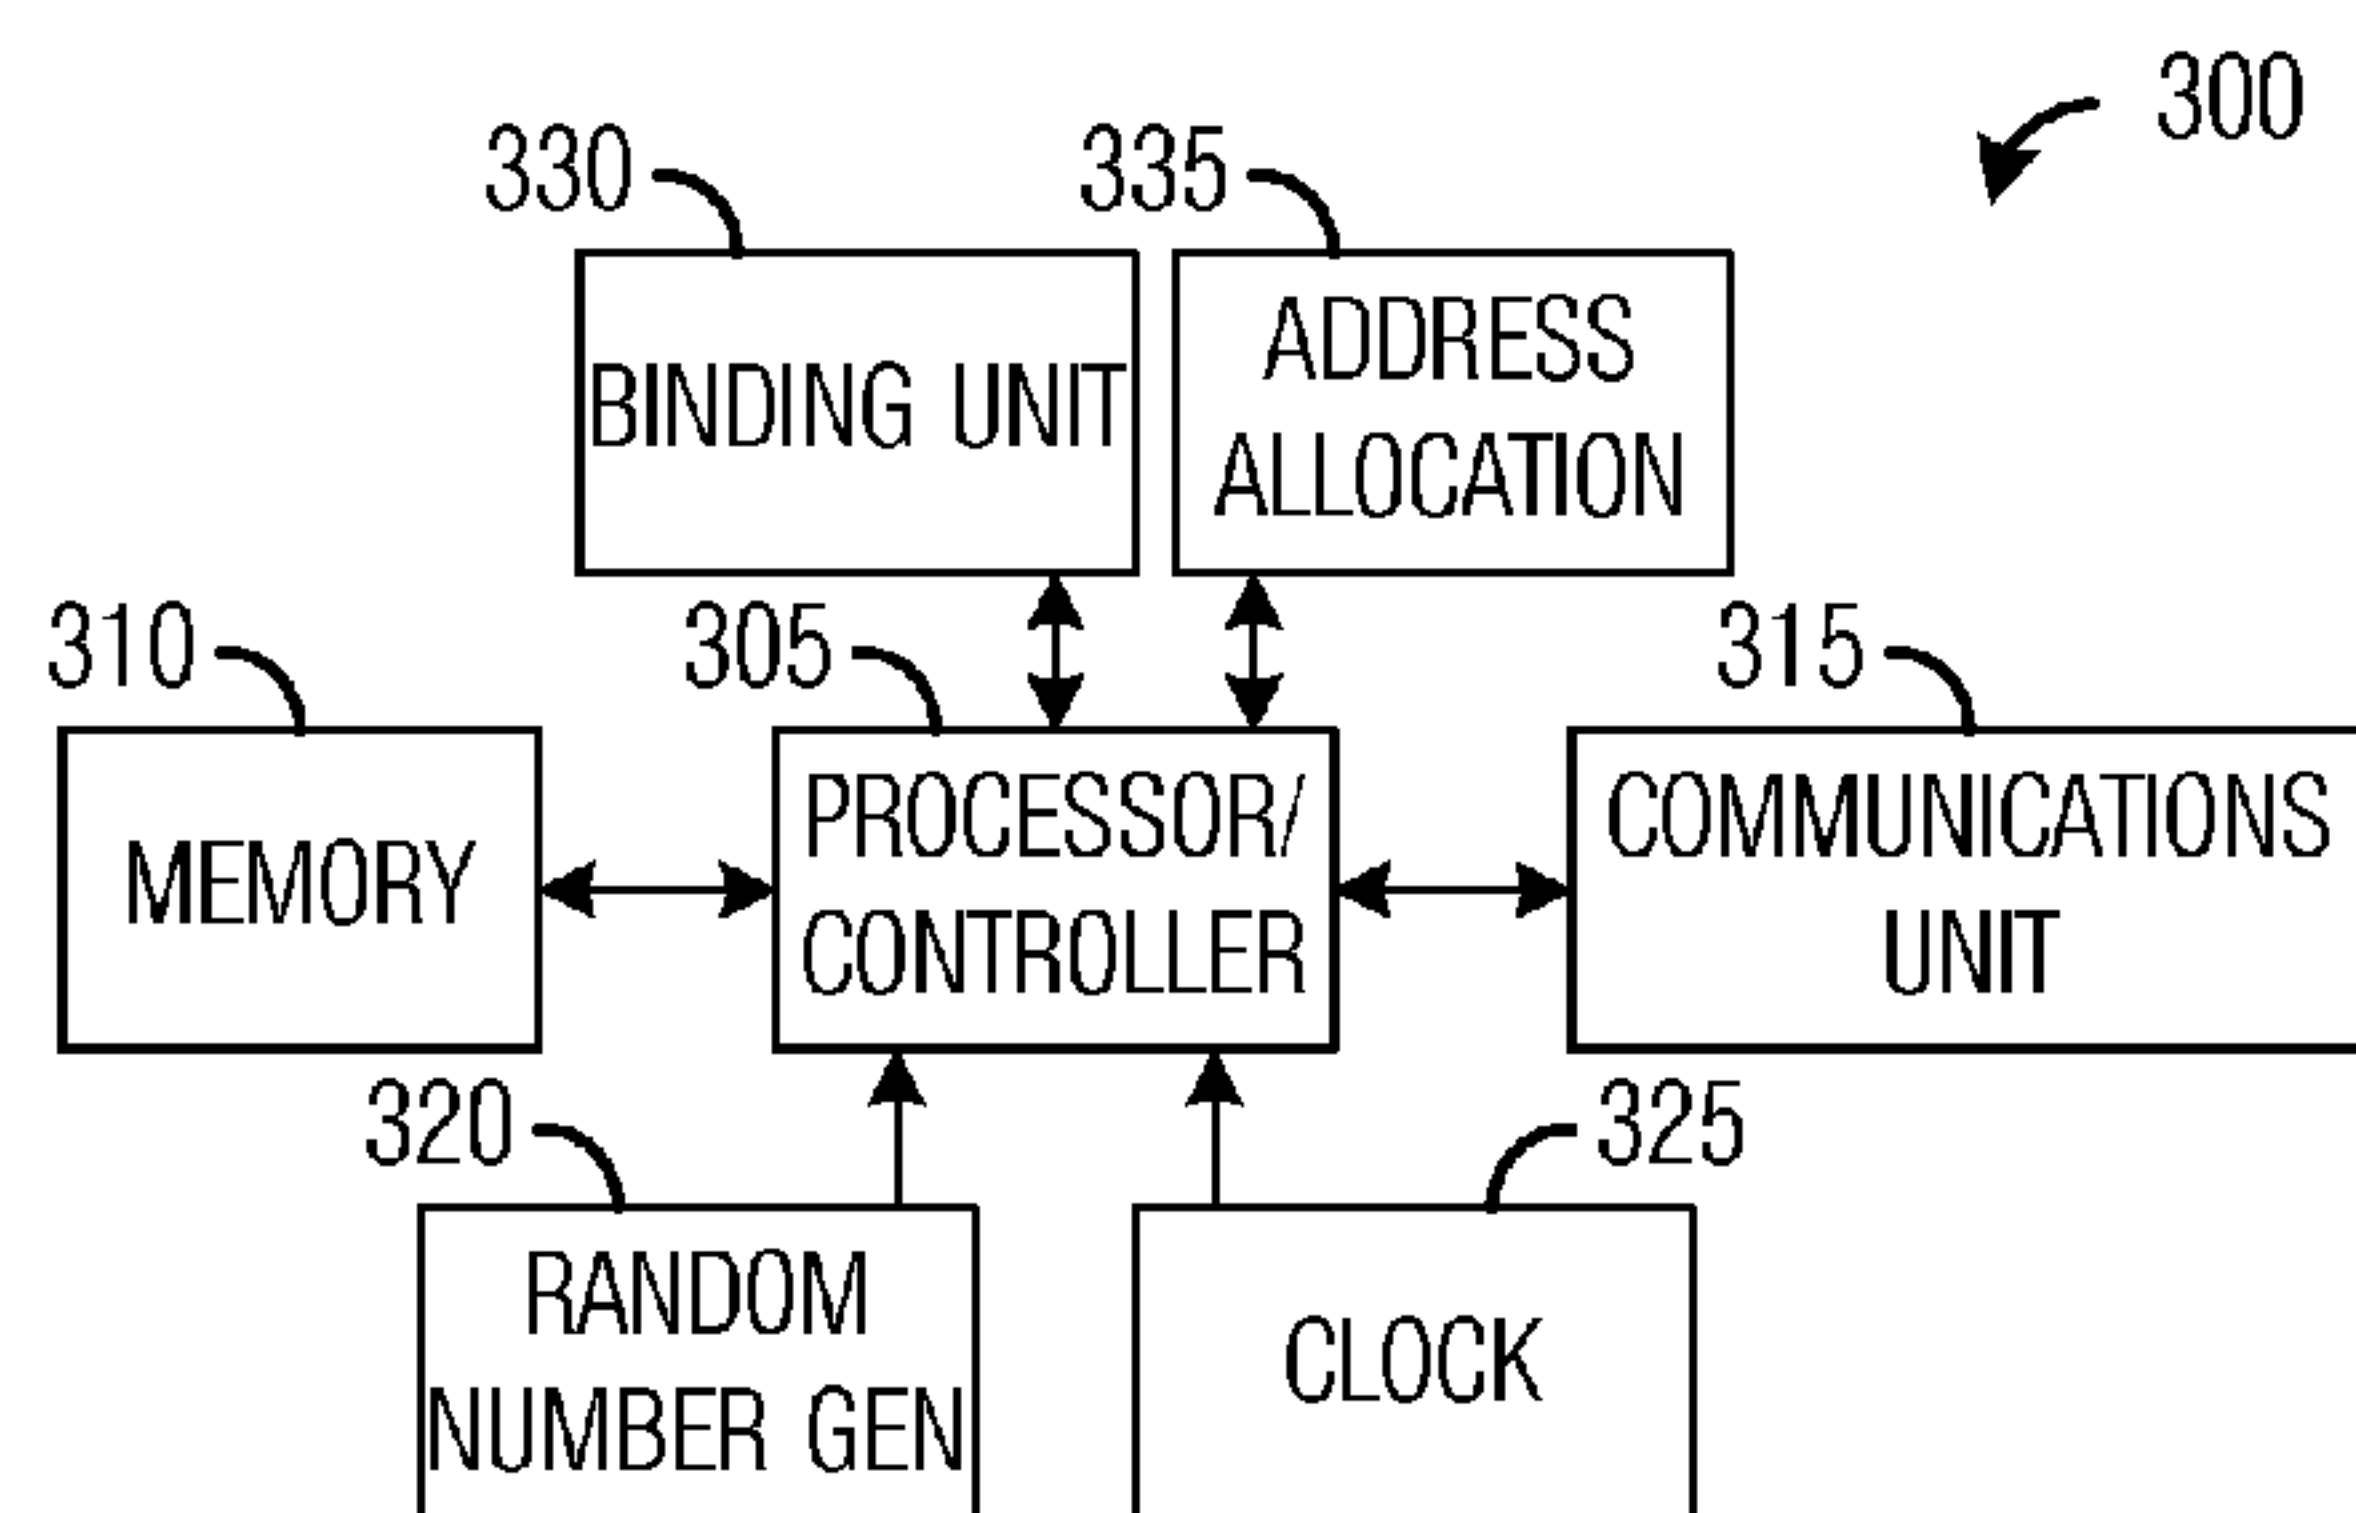 300
330
335
BINDING UNIT
ADDRESS
ALLOCATION
310
305
315
MEMORY
PROCESSOR/
CONTROLLER
COMMUNICATIONS
UNIT
320
325
RANDOM
NUMBER GEN
CLOCK